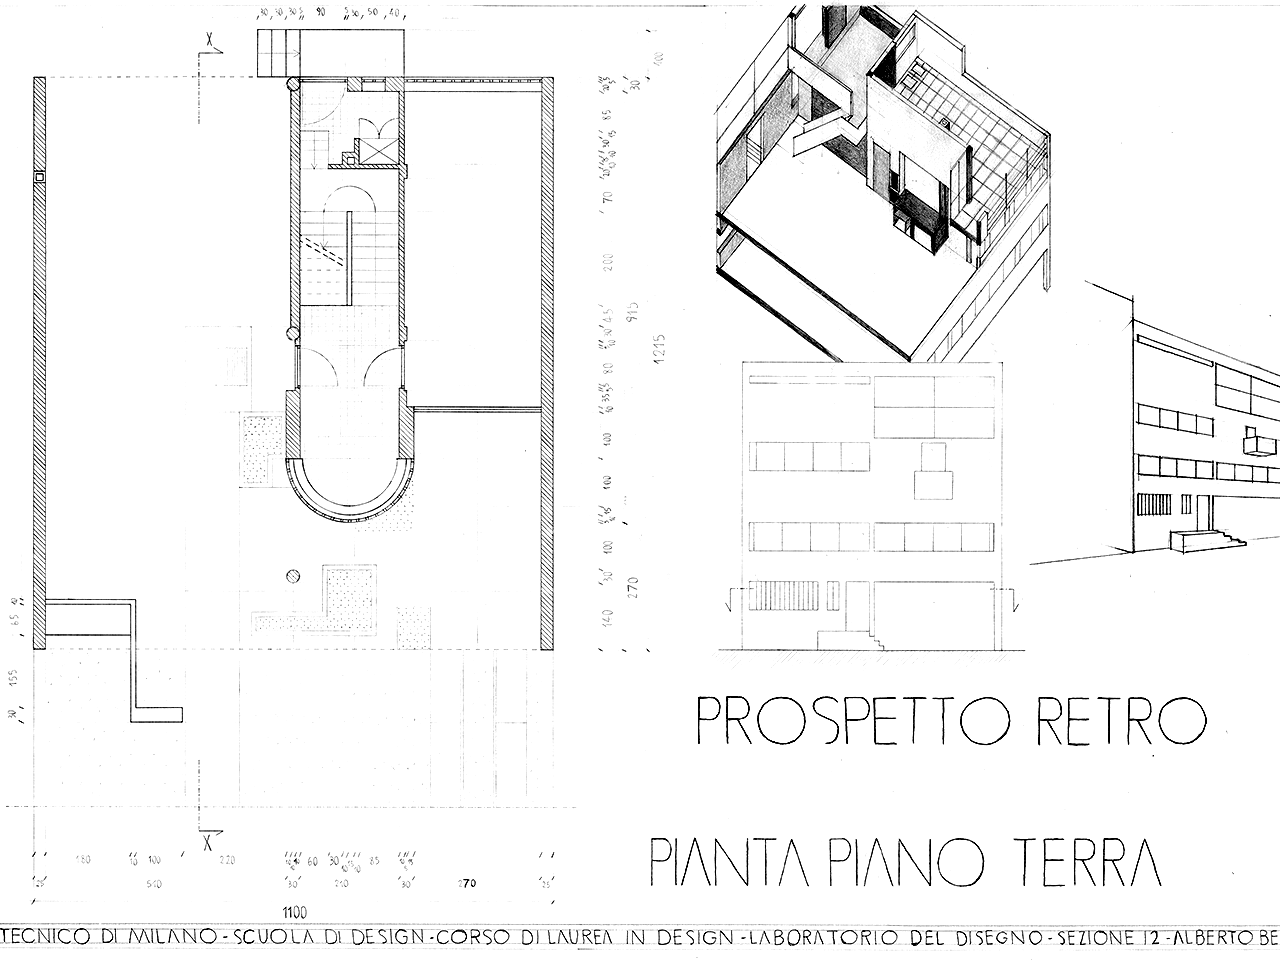 30 30 30 5 90 5 30 50 40
X
100
30
85
70
200
915
45
1215
80
35
100
100
100
30
270
140
65
155
30
X
180 10 100 220 60 30 85
25 510 30 210 30 270 25
1100
PROSPETTO RETRO
PIANTA PIANO TERRA
TECNICO DI MILANO-SCUOLA DI DESIGN-CORSO DI LAUREA IN DESIGN-LABORATORIO DEL DISEGNO-SEZIONE 12-ALBERTO BE